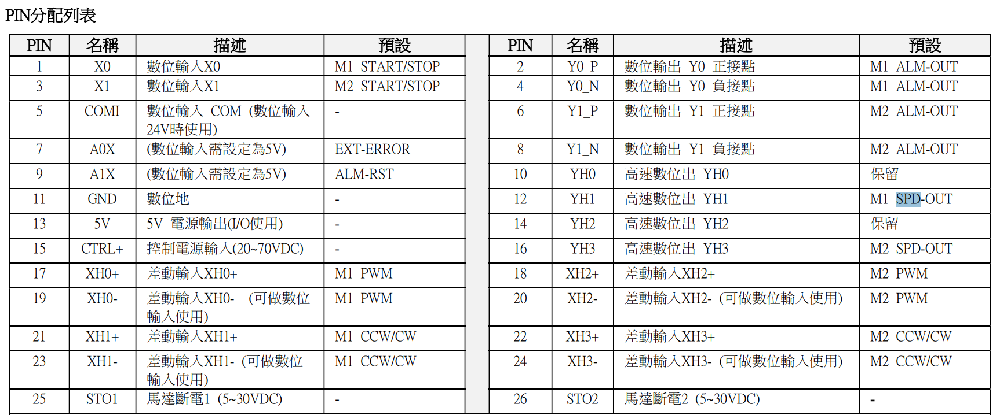 PIN分配列表
PIN 名稱 描述 預設 PIN 名稱 描述 預設
1 X0 數位輸入X0 M1 START/STOP 2 Y0_P 數位輸出 Y0 正接點 M1 ALM-OUT
3 X1 數位輸入X1 M2 START/STOP 4 Y0_N 數位輸出 Y0 負接點 M1 ALM-OUT
5 COMI 數位輸入 COM (數位輸入 - 6 Y1_P 數位輸出 Y1 正接點 M2 ALM-OUT
24V時使用)
7 A0X (數位輸入需設定為5V) EXT-ERROR 8 Y1_N 數位輸出 Y1 負接點 M2 ALM-OUT
9 A1X (數位輸入需設定為5V) ALM-RST 10 YH0 高速數位出 YH0 保留
11 GND 數位地 - 12 YH1 高速數位出 YH1 M1 SPD-OUT
13 5V 5V 電源輸出(I/O使用) - 14 YH2 高速數位出 YH2 保留
15 CTRL+ 控制電源輸入(20~70VDC) - 16 YH3 高速數位出 YH3 M2 SPD-OUT
17 XH0+ 差動輸入XH0+ M1 PWM 18 XH2+ 差動輸入XH2+ M2 PWM
19 XH0- 差動輸入XH0- (可做數位 M1 PWM 20 XH2- 差動輸入XH2- (可做數位輸入使用) M2 PWM
輸入使用)
21 XH1+ 差動輸入XH1+ M1 CCW/CW 22 XH3+ 差動輸入XH3+ M2 CCW/CW
23 XH1- 差動輸入XH1- (可做數位 M1 CCW/CW 24 XH3- 差動輸入XH3- (可做數位輸入使用) M2 CCW/CW
輸入使用)
25 STO1 馬達斷電1 (5~30VDC) - 26 STO2 馬達斷電2 (5~30VDC) -